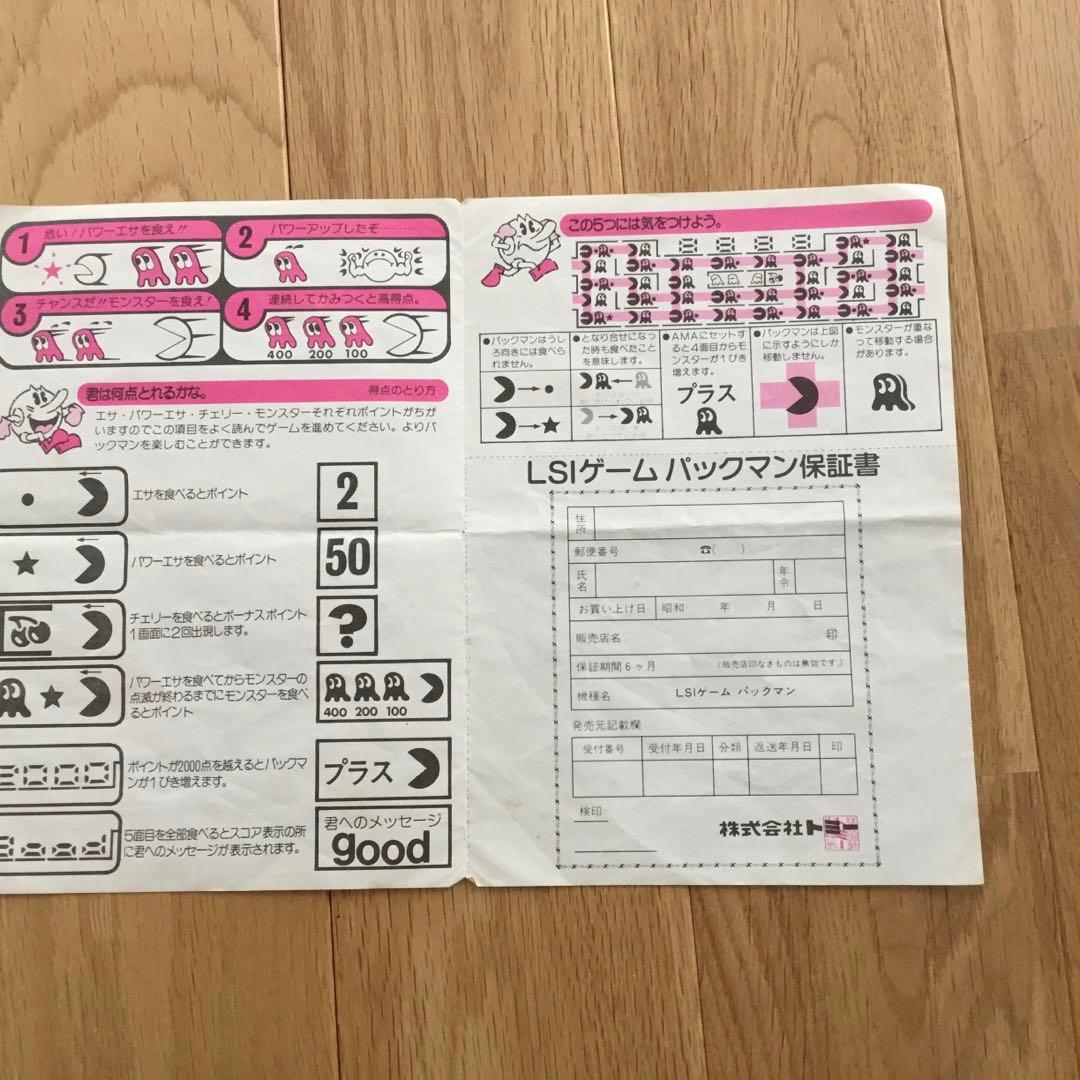 1 危い！パワーエサを食え!!
2 パワーアップしたぞ………
3 チャンスだ!!モンスターを食え！
4 連続してかみつくと高得点。
400 200 100
君は何点とれるかな。 得点のとり方
エサ・パワーエサ・チェリー・モンスターそれぞれポイントがちが
いますのでこの項目をよく読んでゲームを進めてください。よりパ
ックマンを楽しむことができます。
エサを食べるとポイント
2
パワーエサを食べるとポイント
50
チェリーを食べるとボーナスポイント
1画面に2回出現します。
?
パワーエサを食べてからモンスターの
点滅が終わるまでにモンスターを食べ
るとポイント
400 200 100
ポイントが2000点を越えるとパックマ
ンが1ぴき増えます。
プラス
5面目を全部食べるとスコア表示の所
に君へのメッセージが表示されます。
君へのメッセージ
good
この5つには気をつけよう。
●パックマンはうし
ろ向きには食べら
れません。
●となり合せになっ
た時も食べたこと
を意味します。
●AMAにセットす
ると4面目からモ
ンスターが1ぴき
増えます。
プラス
●パックマンは上図
に示すようにしか
移動しません。
●モンスターが重な
って移動する場合
があります。
LSIゲーム パックマン保証書
住所
郵便番号 ☎( )
氏名 年令
お買い上げ日 昭和 年 月 日
販売店名 印
保証期間6ヶ月 (販売店印なきものは無効です。)
機種名 LSIゲーム パックマン
発売元記載欄
受付番号 受付年月日 分類 返送年月日 印
検印
株式会社トミー